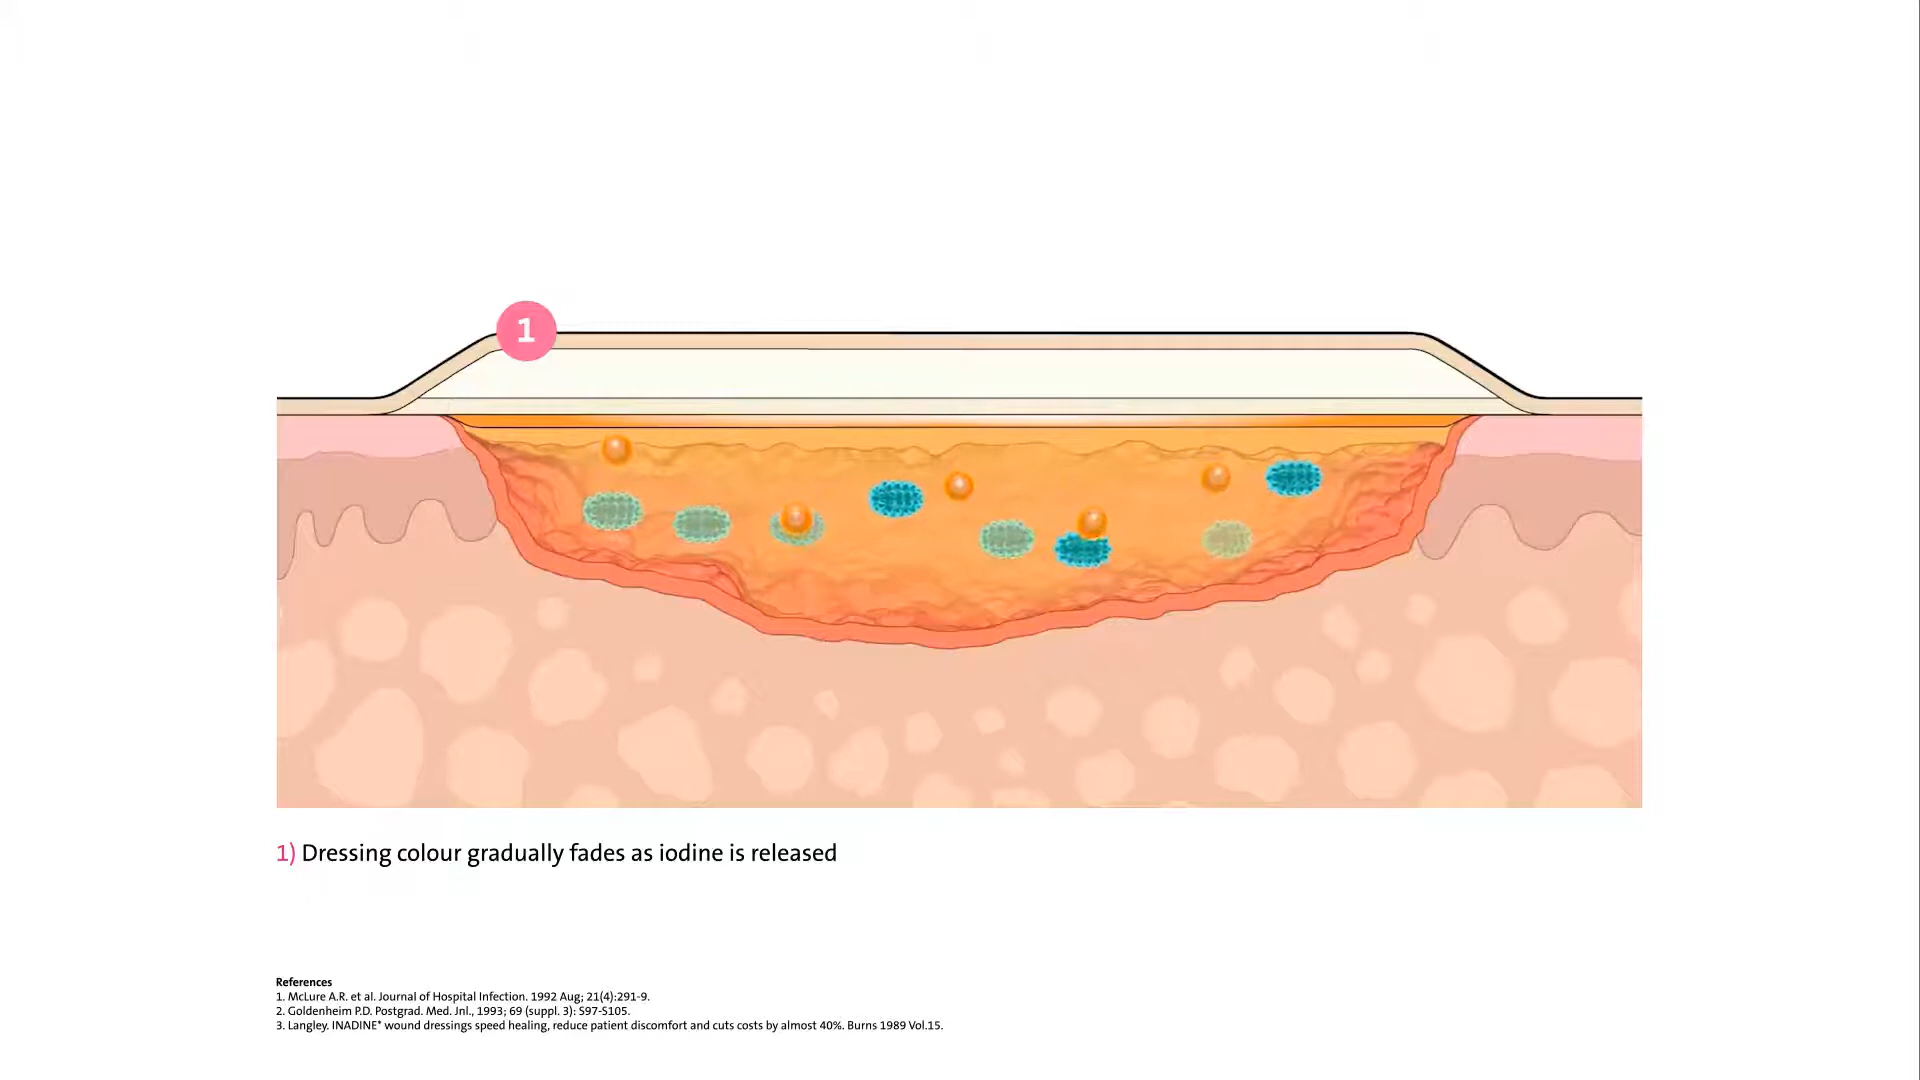 1
1) Dressing colour gradually fades as iodine is released
References
1. McLure A.R. et al. Journal of Hospital Infection. 1992 Aug; 21(4):291-9.
2. Goldenheim P.D. Postgrad. Med. Jnl., 1993; 69 (suppl. 3): S97-S105.
3. Langley. INADINE* wound dressings speed healing, reduce patient discomfort and cuts costs by almost 40%. Burns 1989 Vol.15.